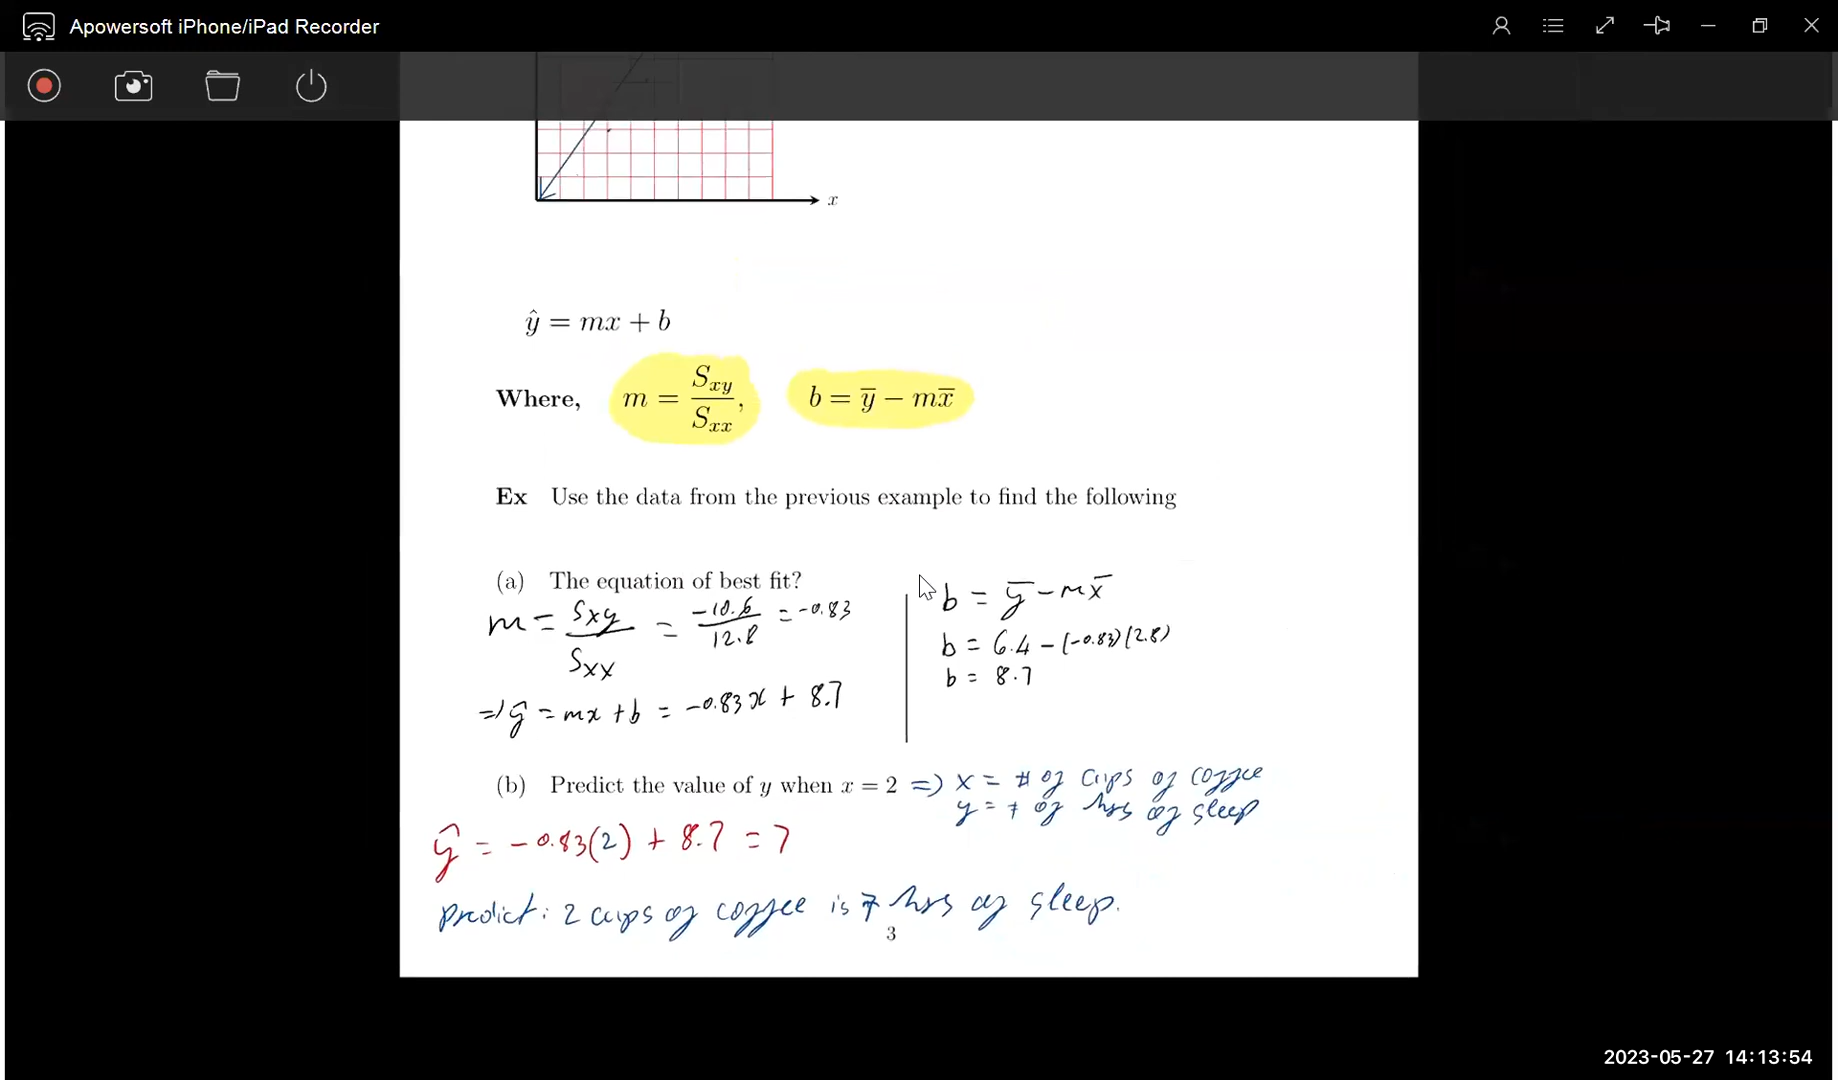 Apowersoft iPhone/iPad Recorder
x
ŷ = mx + b
Where, m = S_xy / S_xx, b = ȳ − mx̄
Ex Use the data from the previous example to find the following
(a) The equation of best fit?
m = Sxy / Sxx = -10.6 / 12.8 = -0.83
=) ŷ = mx + b = -0.83x + 8.7
b = ȳ - mx̄
b = 6.4 - (-0.83)(2.8)
b = 8.7
(b) Predict the value of y when x = 2 =) x = # of cups of coffee
y = # of hrs of sleep
ŷ = -0.83(2) + 8.7 = 7
predict: 2 cups of coffee is 7 hrs of sleep.
3
2023-05-27 14:13:54